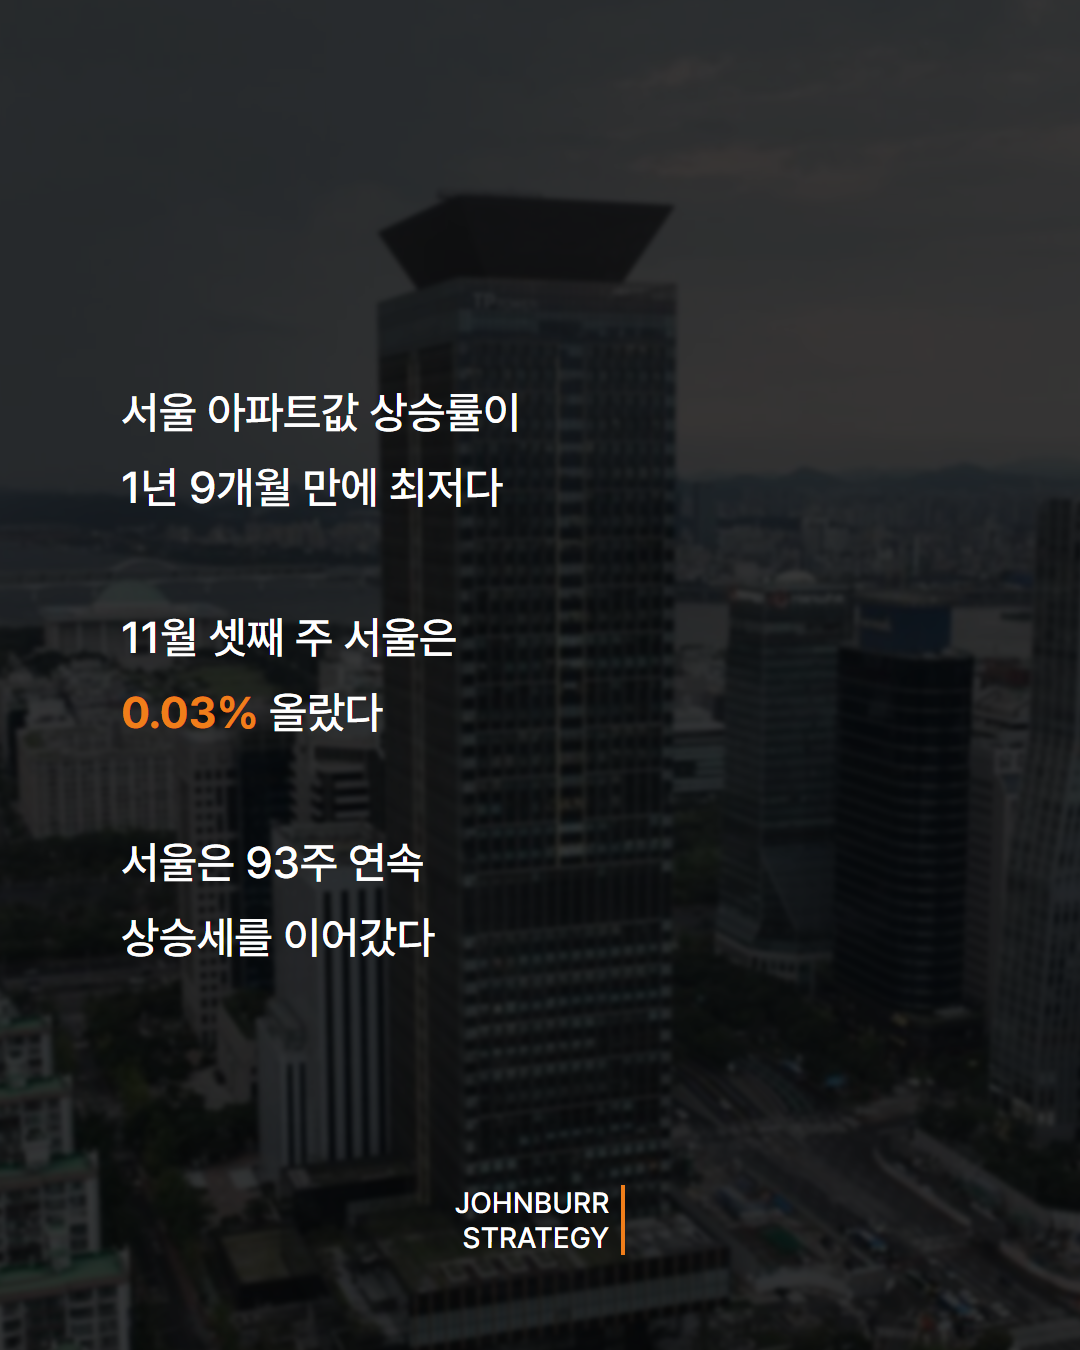 서울 아파트값 상승률이
1년 9개월 만에 최저다
11월 셋째 주 서울은
0.03% 올랐다
서울은 93주 연속
상승세를 이어갔다
JOHNBURR
STRATEGY